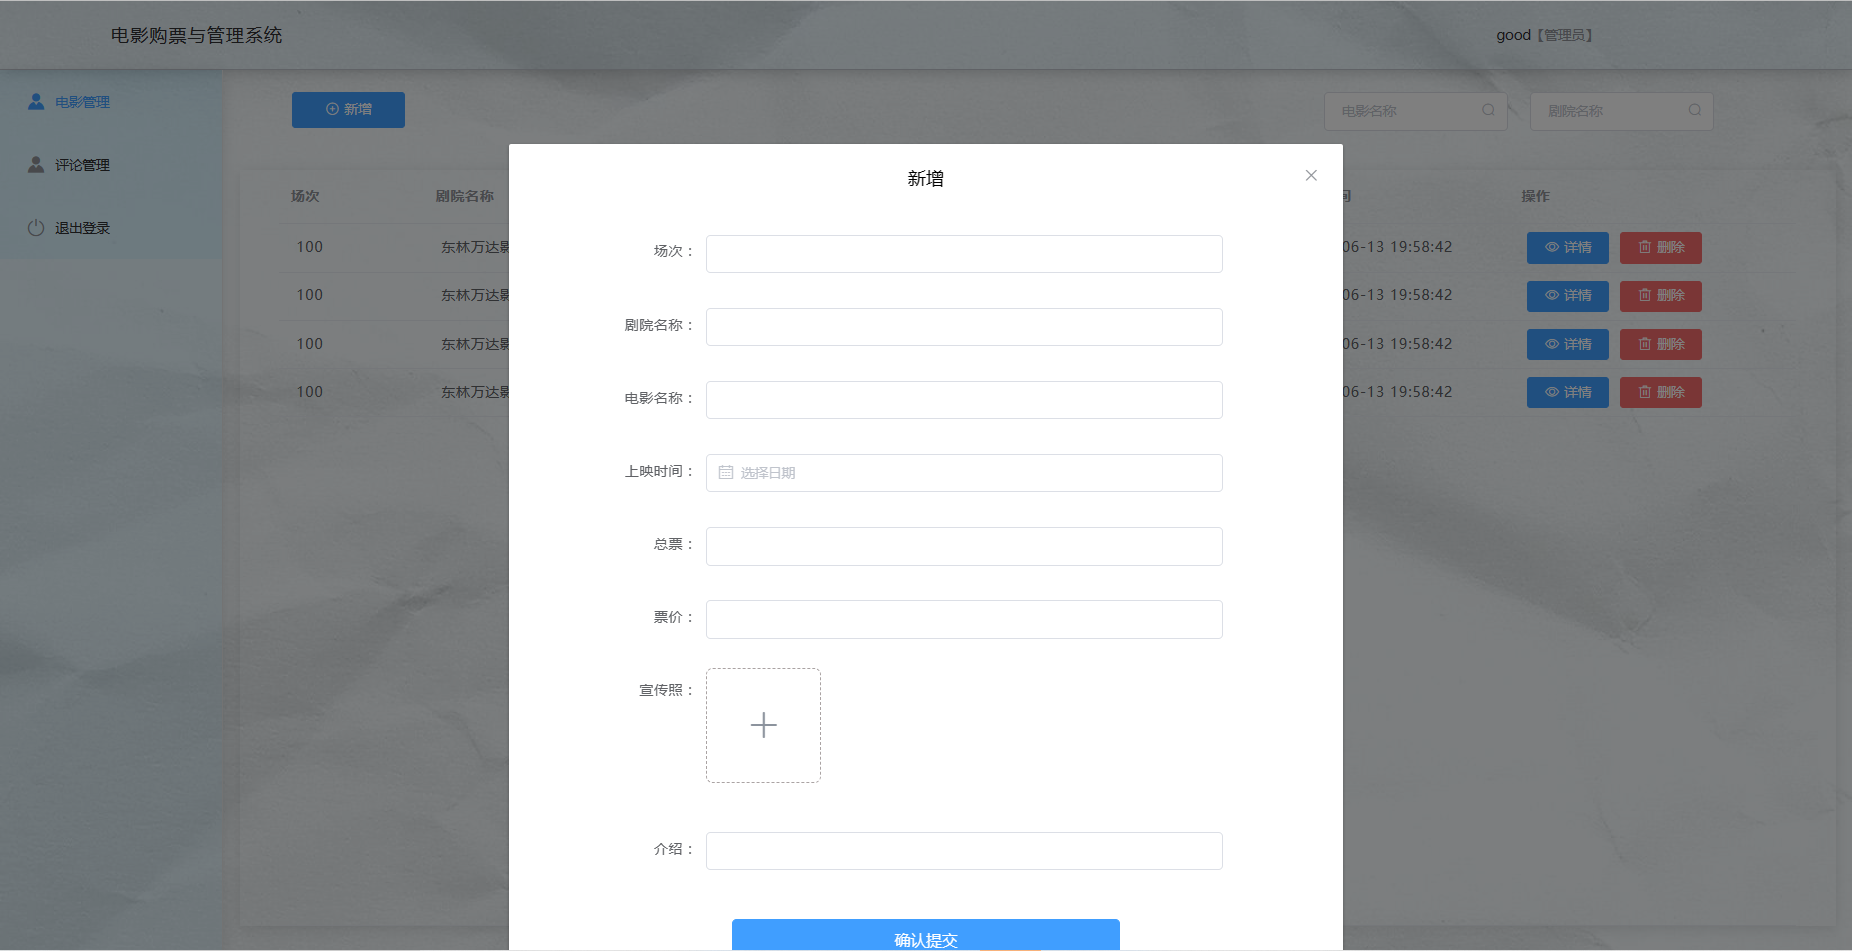 电影购票与管理系统
good【管理员】
电影管理
评论管理
退出登录
新增
电影名称
剧院名称
场次 剧院名称 间 操作
100 东林万达影 06-13 19:58:42 详情 删除
100 东林万达影 06-13 19:58:42 详情 删除
100 东林万达影 06-13 19:58:42 详情 删除
100 东林万达影 06-13 19:58:42 详情 删除
新增
场次：
剧院名称：
电影名称：
上映时间： 选择日期
总票：
票价：
宣传照：
介绍：
确认提交